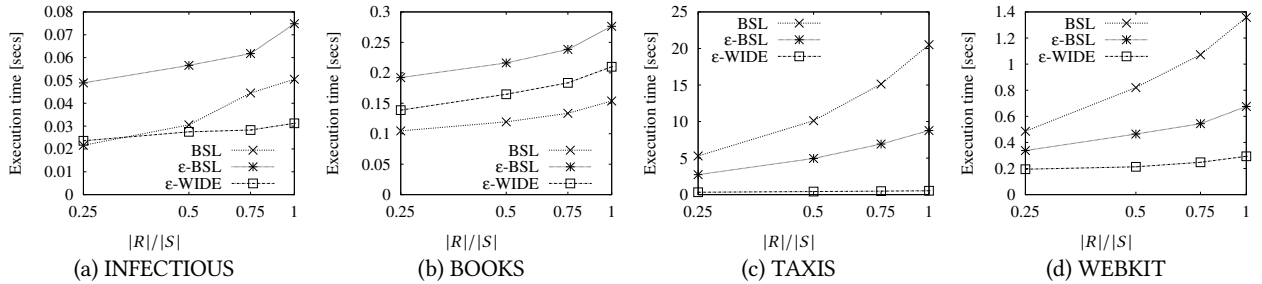 Execution time [secs]
0.08
0.07
0.06
0.05
0.04
0.03
0.02
0.01
0
BSL
ε-BSL
ε-WIDE
0.25 0.5 0.75 1
|R|/|S|
(a) INFECTIOUS
Execution time [secs]
0.3
0.25
0.2
0.15
0.1
0.05
0
BSL
ε-BSL
ε-WIDE
0.25 0.5 0.75 1
|R|/|S|
(b) BOOKS
Execution time [secs]
25
20
15
10
5
0
BSL
ε-BSL
ε-WIDE
0.25 0.5 0.75 1
|R|/|S|
(c) TAXIS
Execution time [secs]
1.4
1.2
1
0.8
0.6
0.4
0.2
0
BSL
ε-BSL
ε-WIDE
0.25 0.5 0.75 1
|R|/|S|
(d) WEBKIT